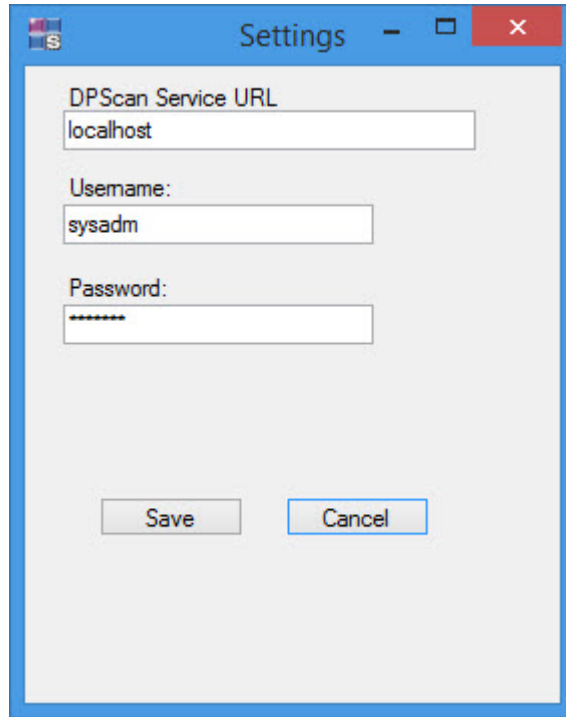 Settings
DPScan Service URL
localhost
Username:
sysadm
Password:
*******
Save Cancel